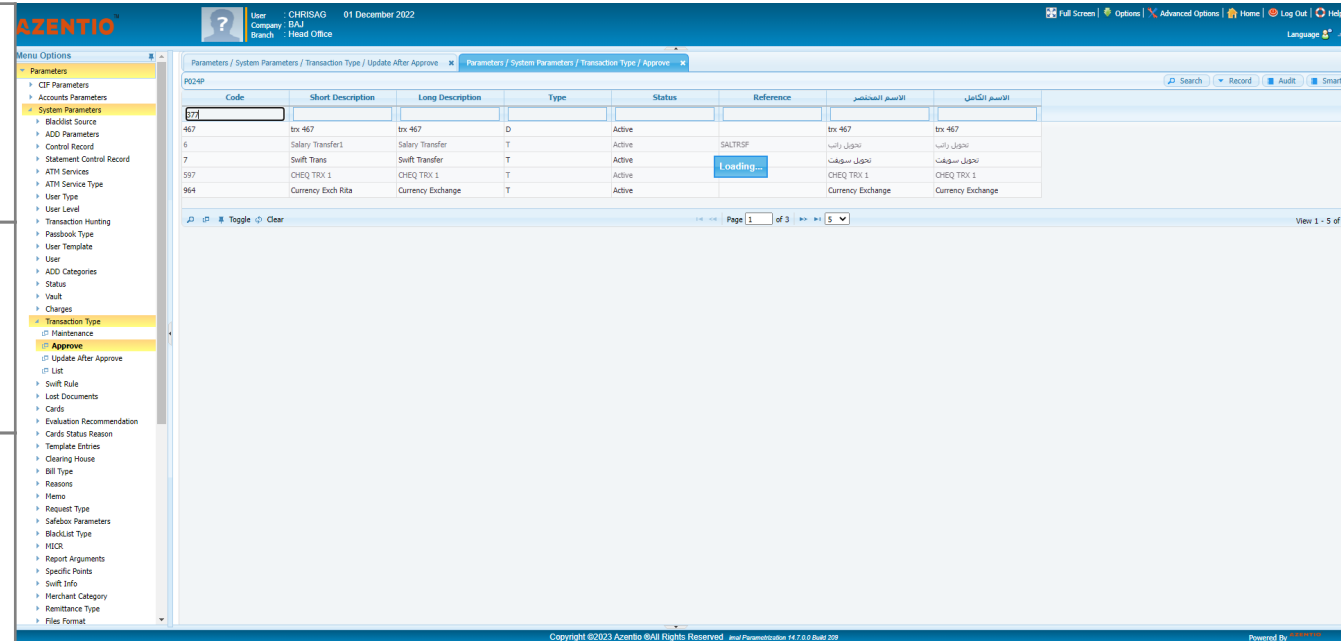 AZENTIO
User : CHRISAG 01 December 2022
Company : BAJ
Branch : Head Office
Full Screen | Options | Advanced Options | Home | Log Out | Help
Language
Menu Options
Parameters
CIF Parameters
Accounts Parameters
System Parameters
Blacklist Source
ADD Parameters
Control Record
Statement Control Record
ATM Services
ATM Service Type
User Type
User Level
Transaction Hunting
Passbook Type
User Template
User
ADD Categories
Status
Vault
Charges
Transaction Type
Maintenance
Approve
Update After Approve
List
Swift Rule
Lost Documents
Cards
Evaluation Recommendation
Cards Status Reason
Template Entries
Clearing House
Bill Type
Reasons
Memo
Request Type
Safebox Parameters
BlackList Type
MICR
Report Arguments
Specific Points
Swift Info
Merchant Category
Remittance Type
Files Format
Parameters / System Parameters / Transaction Type / Update After Approve Parameters / System Parameters / Transaction Type / Approve
P024P Search Record Audit Smart
Code Short Description Long Description Type Status Reference الاسم المختصر الاسم الكامل
377
467 trx 467 trx 467 D Active trx 467 trx 467
6 Salary Transfer1 Salary Transfer T Active SALTRSF تحويل راتب تحويل راتب
7 Swift Trans Swift Transfer T Active تحويل سويفت تحويل سويفت
597 CHEQ TRX 1 CHEQ TRX 1 T Active CHEQ TRX 1 CHEQ TRX 1
964 Currency Exch Rita Currency Exchange T Active Currency Exchange Currency Exchange
Loading...
Toggle Clear Page 1 of 3 5 View 1 - 5 of
Copyright ©2023 Azentio ®All Rights Reserved imal Parametrization 14.7.0.0 Build 209 Powered By AZENTIO